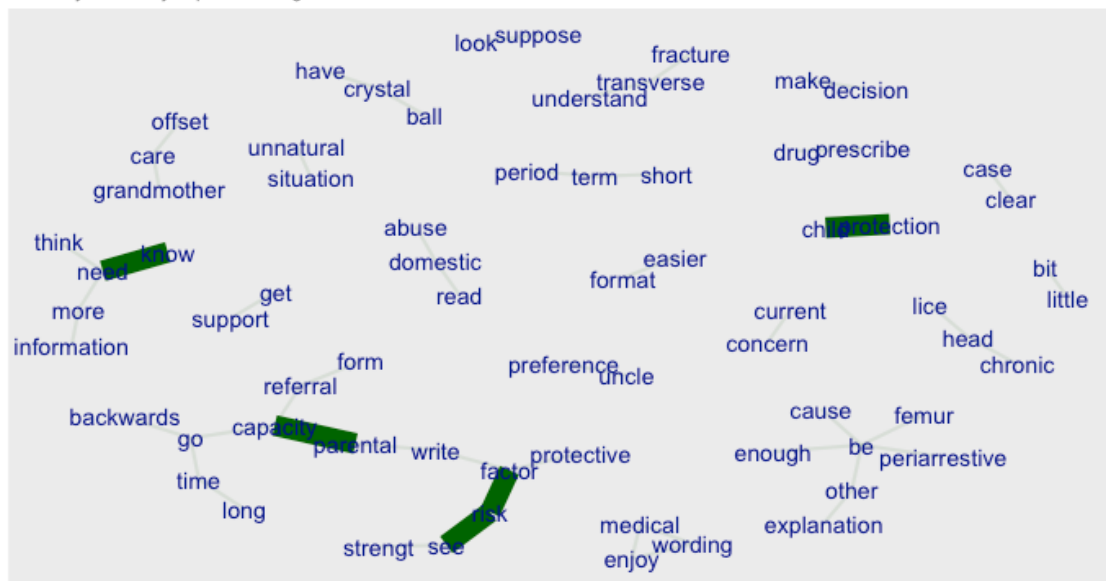 look suppose
fracture
have
transverse
crystal
make
decision
understand
ball
offset
unnatural
drug prescribe
care
situation
period term short
case
grandmother
clear
abuse
child protection
think
know
domestic
easier
need
format
bit
get
read
little
more
support
current
lice
information
concern
head
form
preference
chronic
referral
uncle
backwards
capacity
cause
femur
go
parental
write
protective
enough
be
periarrestive
time
factor
other
long
risk
medical
explanation
strengt
see
wording
enjoy